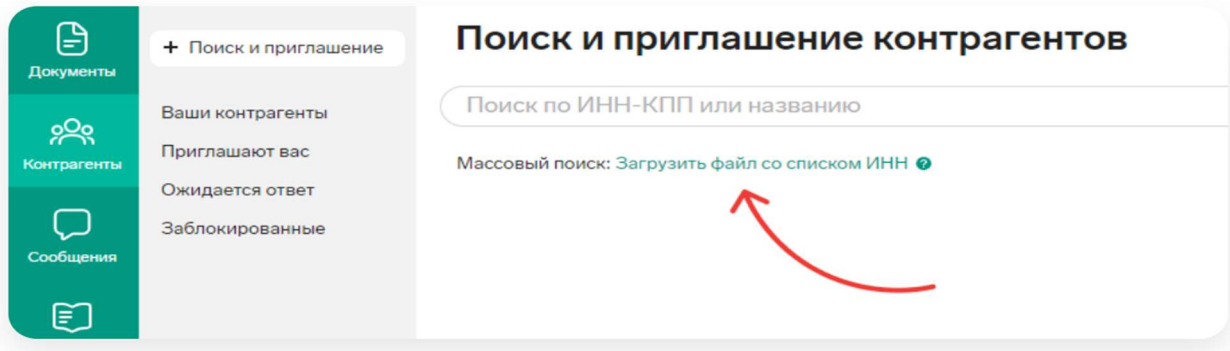 Документы
Контрагенты
Сообщения
+ Поиск и приглашение
Ваши контрагенты
Приглашают вас
Ожидается ответ
Заблокированные
Поиск и приглашение контрагентов
Поиск по ИНН-КПП или названию
Массовый поиск: Загрузить файл со списком ИНН ?